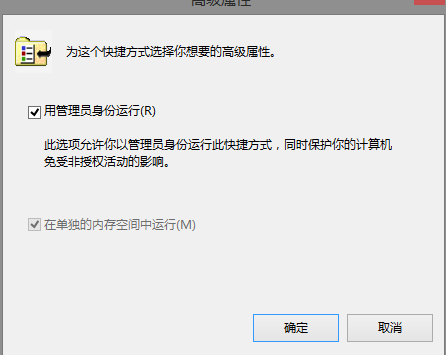 高级属性
为这个快捷方式选择你想要的高级属性。
用管理员身份运行(R)
此选项允许你以管理员身份运行此快捷方式，同时保护你的计算机
免受非授权活动的影响。
在单独的内存空间中运行(M)
确定
取消